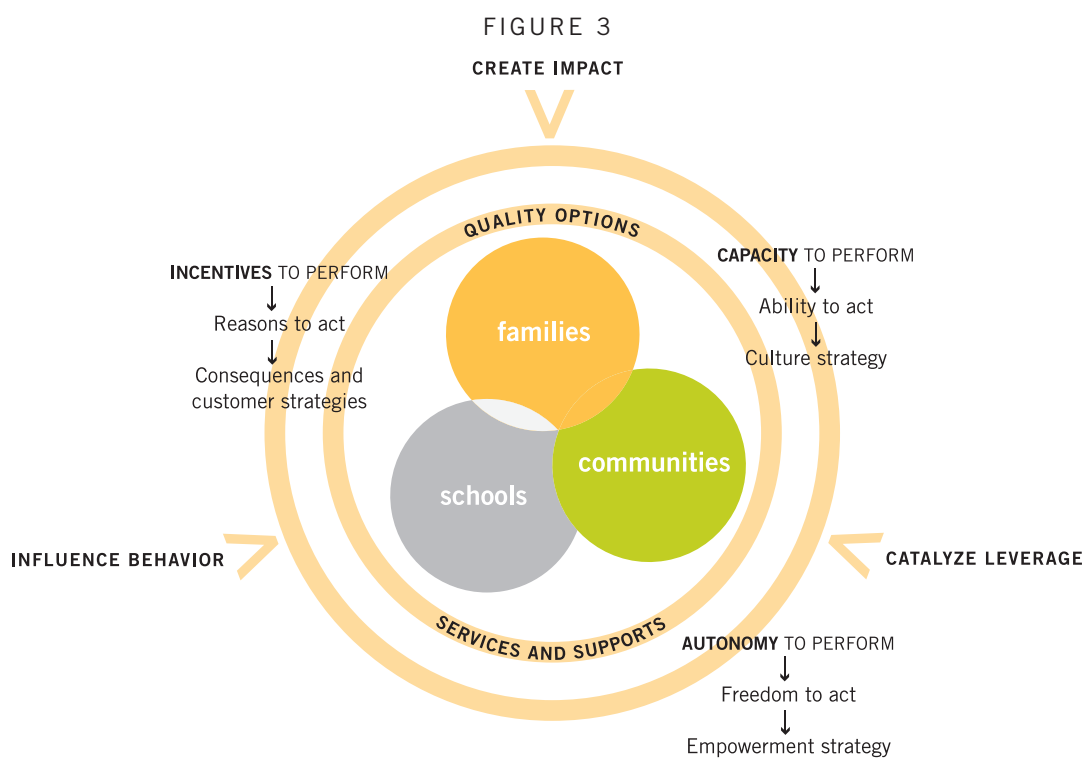 FIGURE 3
CREATE IMPACT
QUALITY OPTIONS
INCENTIVES TO PERFORM
Reasons to act
Consequences and
customer strategies
CAPACITY TO PERFORM
Ability to act
Culture strategy
families
communities
schools
INFLUENCE BEHAVIOR
CATALYZE LEVERAGE
SERVICES AND SUPPORTS
AUTONOMY TO PERFORM
Freedom to act
Empowerment strategy